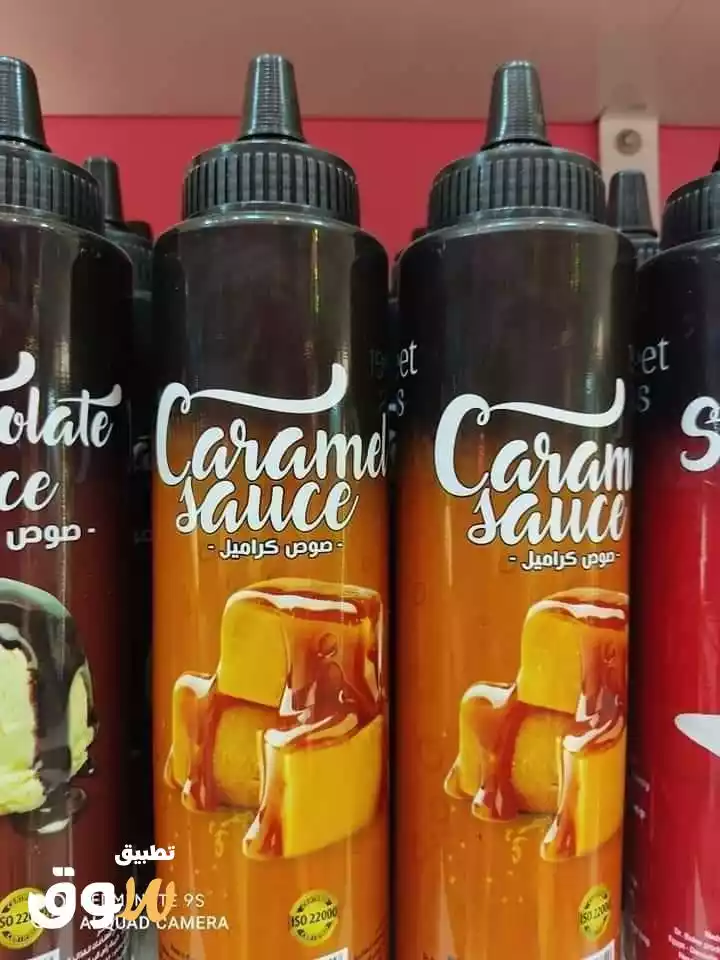 olate
ce
صوص -
Caramel
sauce
- صوص كراميل -
Caram
sauce
- صوص كراميل -
eet
s
S
ISO 22000
ISO 22000
تطبيق
سوق
AI QUAD CAMERA